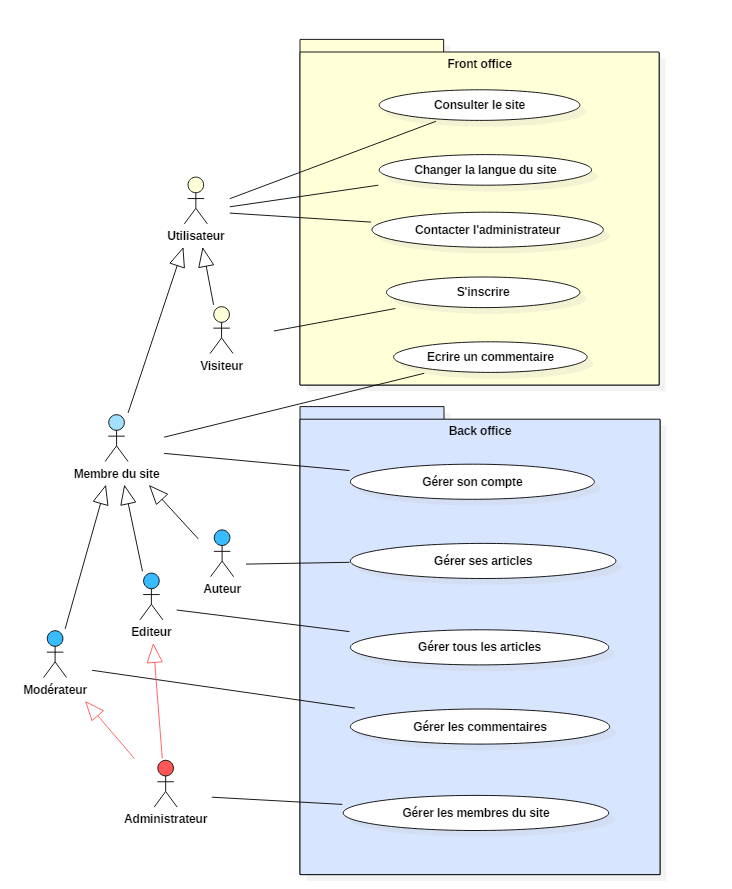 Front office
Consulter le site
Changer la langue du site
Utilisateur
Contacter l'administrateur
S'inscrire
Visiteur
Ecrire un commentaire
Back office
Membre du site
Gérer son compte
Gérer ses articles
Auteur
Editeur
Gérer tous les articles
Modérateur
Gérer les commentaires
Administrateur
Gérer les membres du site